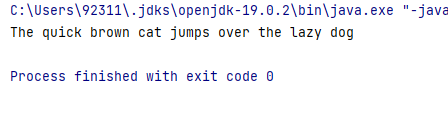 C:\Users\92311\.jdks\openjdk-19.0.2\bin\java.exe "-java
The quick brown cat jumps over the lazy dog
Process finished with exit code 0